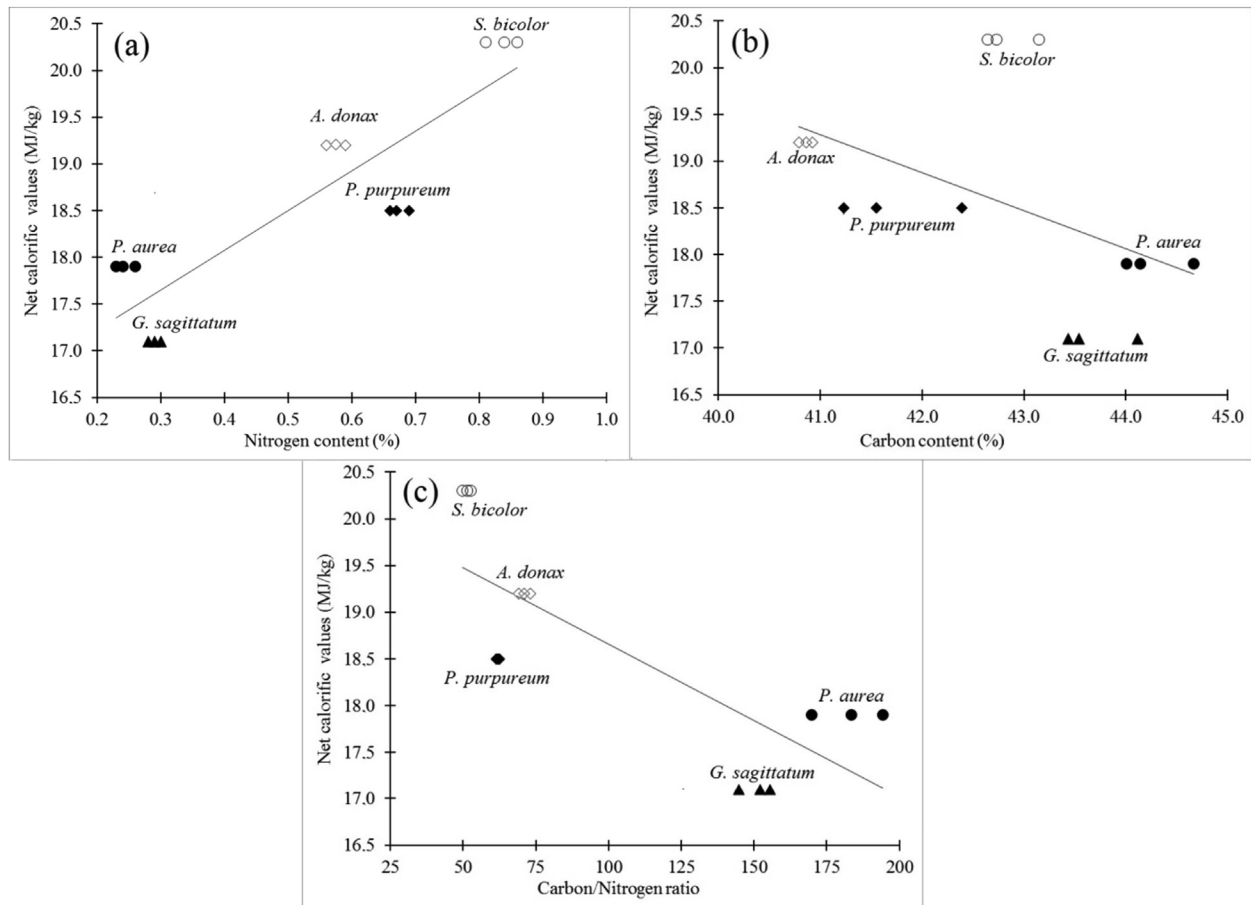 (a)
Net calorific values (MJ/kg)
20.5
20.0
19.5
19.0
18.5
18.0
17.5
17.0
16.5
S. bicolor
A. donax
P. purpureum
P. aurea
G. sagittatum
0.2 0.3 0.4 0.5 0.6 0.7 0.8 0.9 1.0
Nitrogen content (%)
(b)
Net calorific values (MJ/kg)
20.5
20.0
19.5
19.0
18.5
18.0
17.5
17.0
16.5
S. bicolor
A. donax
P. purpureum
P. aurea
G. sagittatum
40.0 41.0 42.0 43.0 44.0 45.0
Carbon content (%)
(c)
Net calorific values (MJ/kg)
20.5
20.0
19.5
19.0
18.5
18.0
17.5
17.0
16.5
S. bicolor
A. donax
P. purpureum
P. aurea
G. sagittatum
25 50 75 100 125 150 175 200
Carbon/Nitrogen ratio